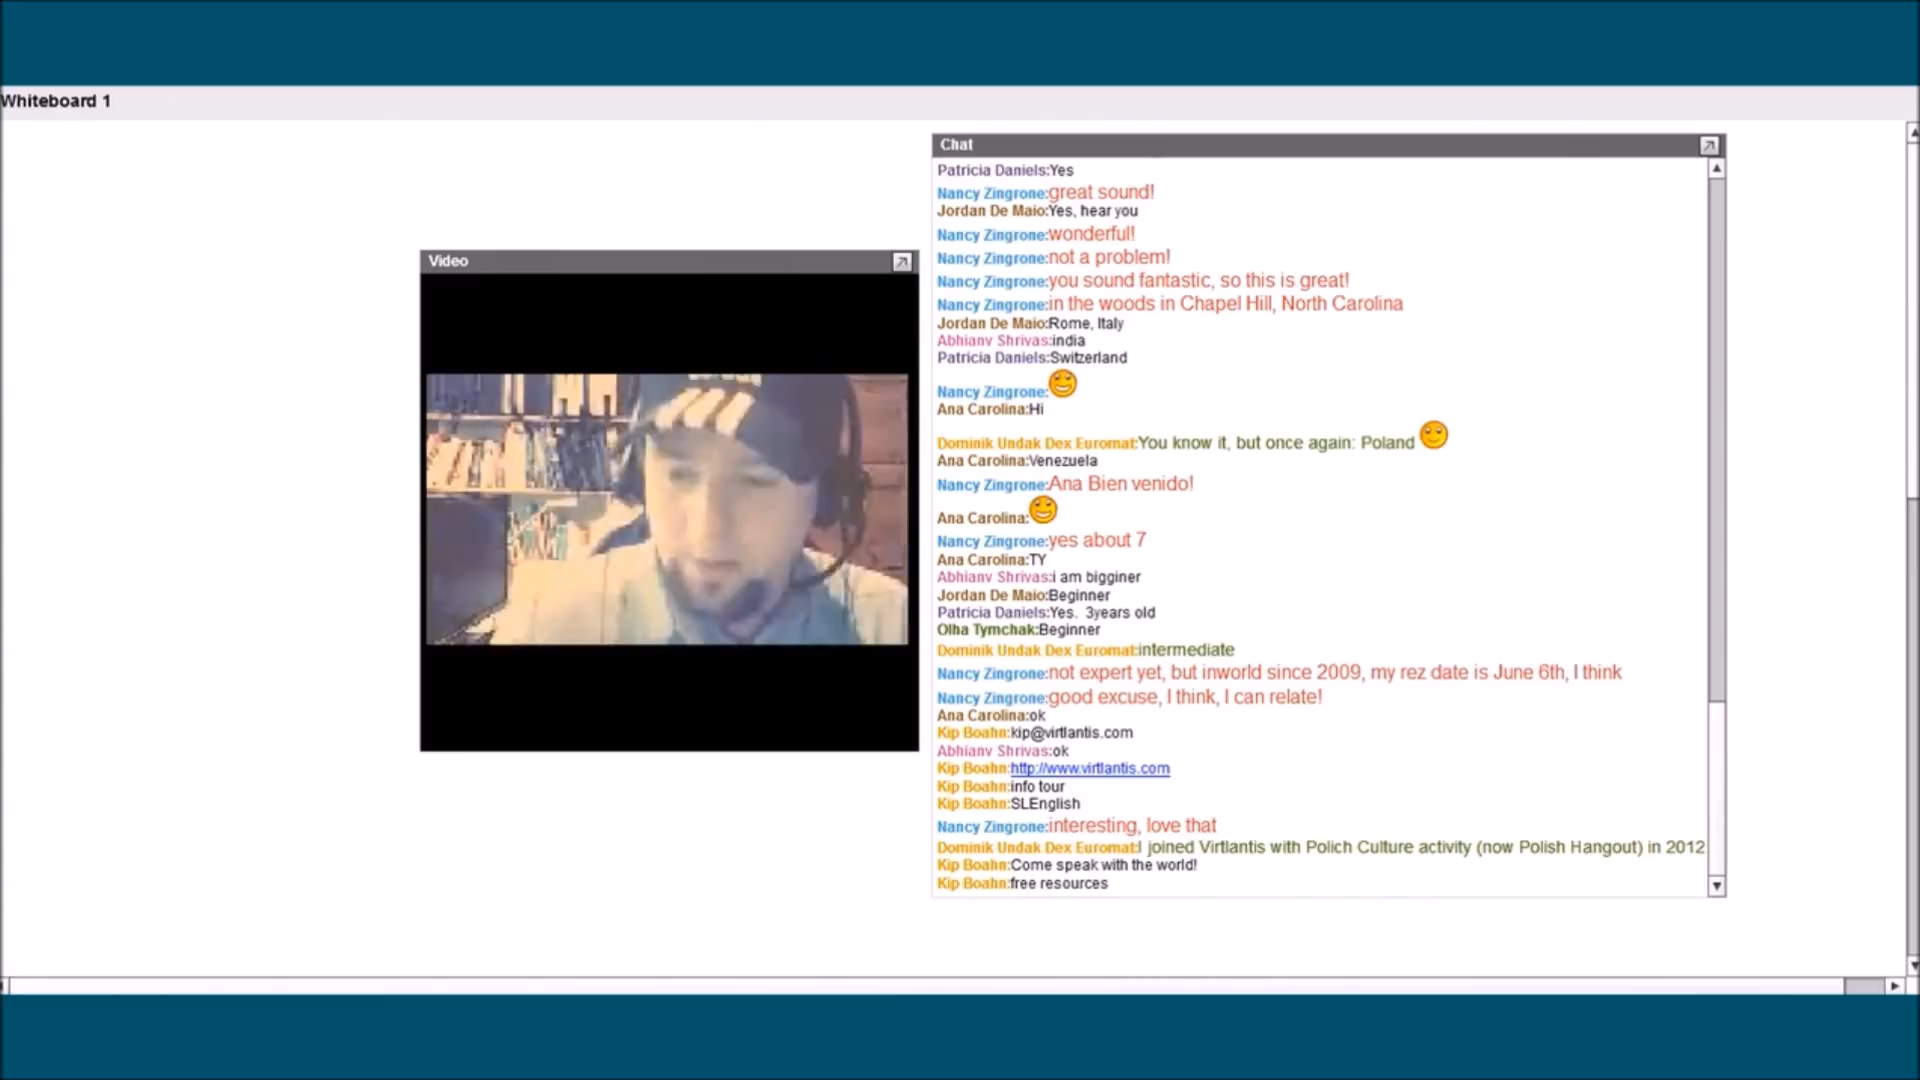 Whiteboard 1
Chat
Patricia Daniels:Yes
Nancy Zingrone:great sound!
Jordan De Maio:Yes, hear you
Nancy Zingrone:wonderful!
Nancy Zingrone:not a problem!
Nancy Zingrone:you sound fantastic, so this is great!
Nancy Zingrone:in the woods in Chapel Hill, North Carolina
Jordan De Maio:Rome, Italy
Abhianv Shrivas:india
Patricia Daniels:Switzerland
Nancy Zingrone:
Ana Carolina:Hi
Dominik Undak Dex Euromat:You know it, but once again: Poland
Ana Carolina:Venezuela
Nancy Zingrone:Ana Bien venido!
Ana Carolina:
Nancy Zingrone:yes about 7
Ana Carolina:TY
Abhianv Shrivas:i am bigginer
Jordan De Maio:Beginner
Patricia Daniels:Yes. 3years old
Olha Tymchak:Beginner
Dominik Undak Dex Euromat:intermediate
Nancy Zingrone:not expert yet, but inworld since 2009, my rez date is June 6th, I think
Nancy Zingrone:good excuse, I think, I can relate!
Ana Carolina:ok
Kip Boahn:kip@virtlantis.com
Abhianv Shrivas:ok
Kip Boahn:http://www.virtlantis.com
Kip Boahn:info tour
Kip Boahn:SLEnglish
Nancy Zingrone:interesting, love that
Dominik Undak Dex Euromat:I joined Virtlantis with Polich Culture activity (now Polish Hangout) in 2012
Kip Boahn:Come speak with the world!
Kip Boahn:free resources
Video